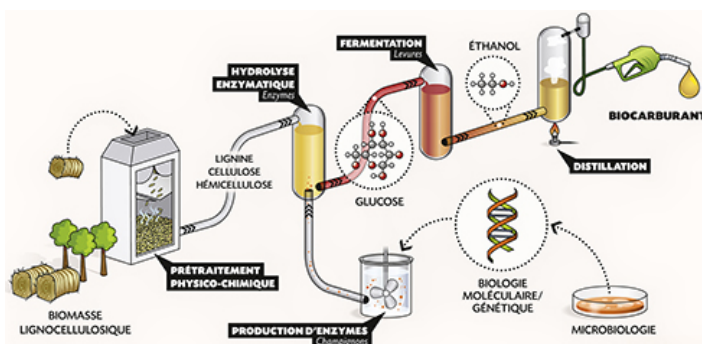 FERMENTATION
Levures
ÉTHANOL
HYDROLYSE
ENZYMATIQUE
Enzymes
BIOCARBURANT
LIGNINE
CELLULOSE
HÉMICELLULOSE
DISTILLATION
GLUCOSE
PRÉTRAITEMENT
PHYSICO-CHIMIQUE
BIOMASSE
LIGNOCELLULOSIQUE
BIOLOGIE
MOLÉCULAIRE/
GÉNÉTIQUE
MICROBIOLOGIE
PRODUCTION D'ENZYMES
Champignons